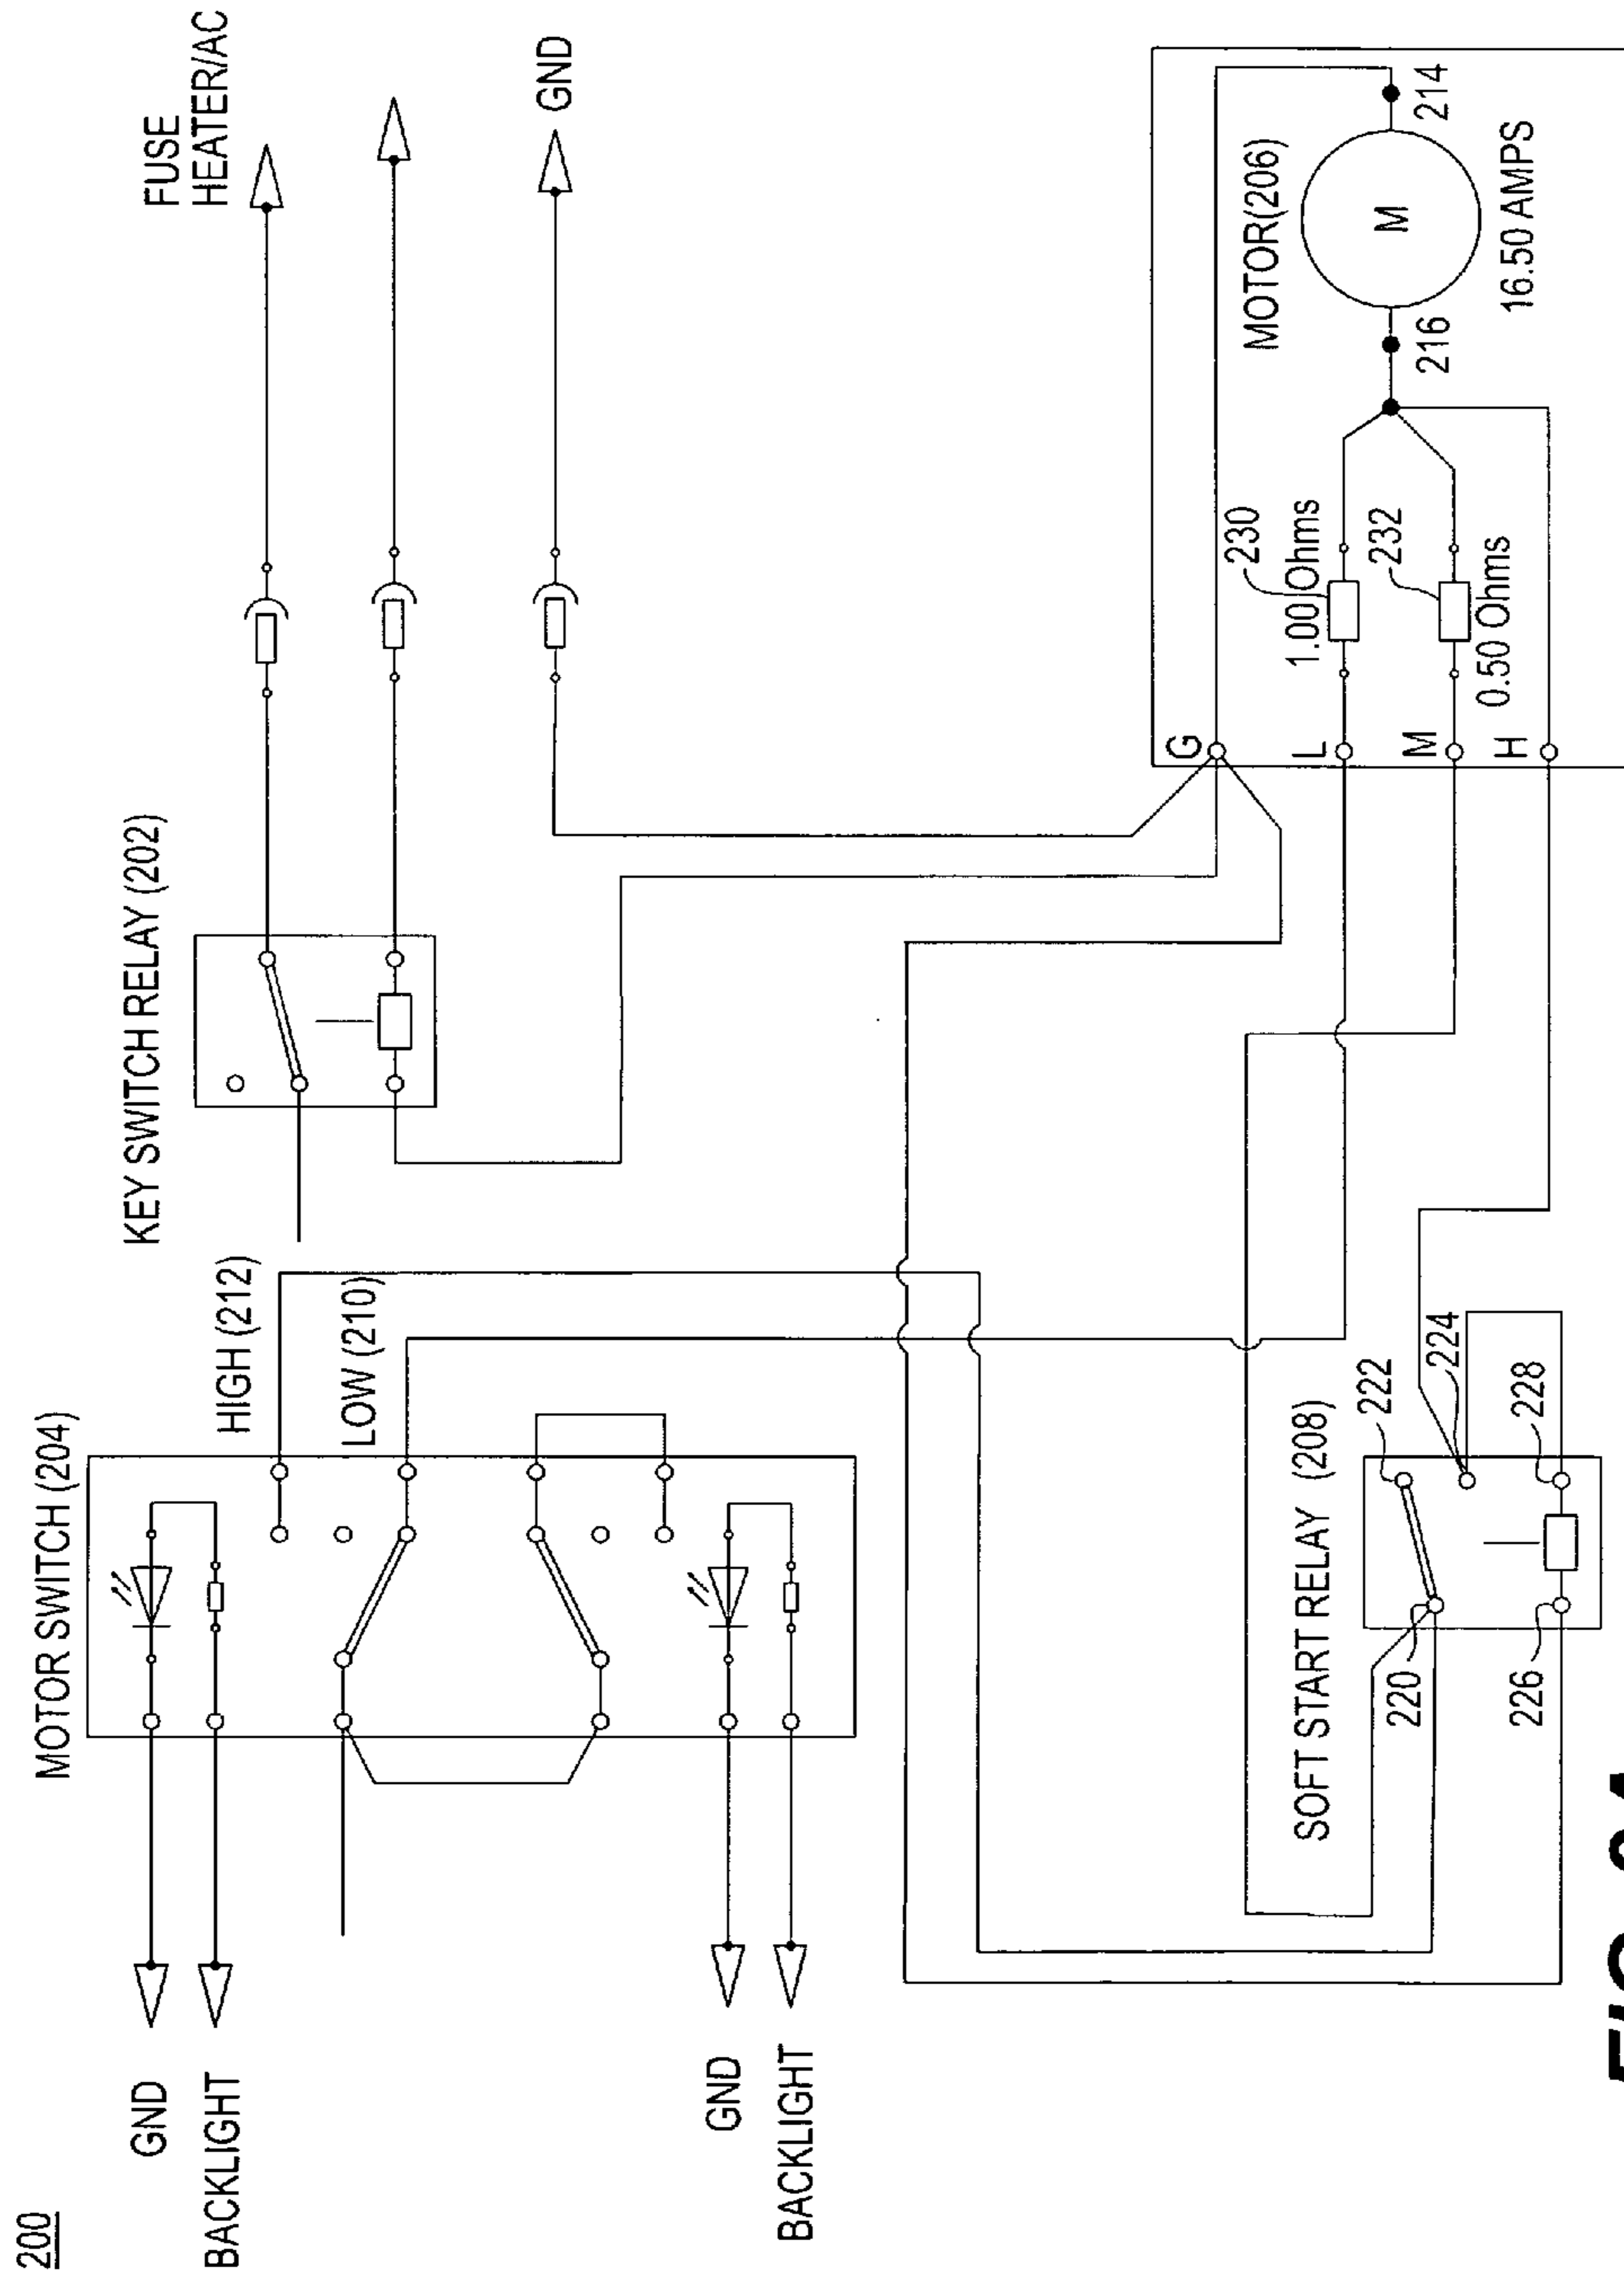 200
GND
BACKLIGHT
GND
BACKLIGHT
MOTOR SWITCH (204)
HIGH (212)
LOW (210)
KEY SWITCH RELAY (202)
FUSE
HEATER/AC
GND
SOFT START RELAY (208)
220
222
224
226
228
G
L
M
H
230
1.00 Ohms
232
0.50 Ohms
MOTOR(206)
M
216
214
16.50 AMPS